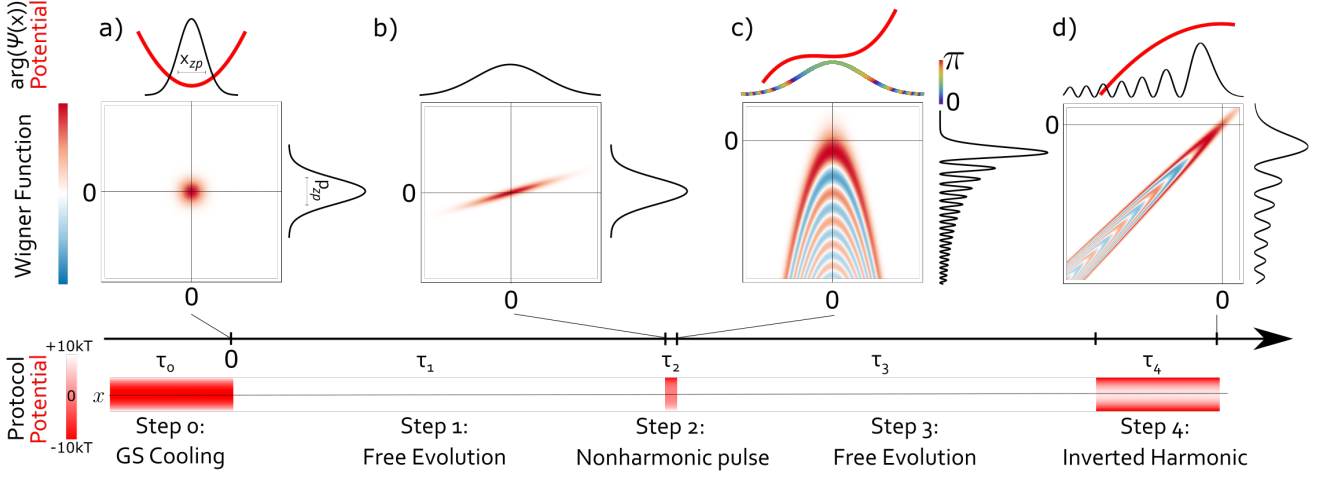 a)
b)
c)
d)
arg(Ψ(x))
Potential
x_zp
π
0
Wigner Function
0
p_zp
0
0
0
0
0
0
0
+10kT
0
-10kT
Protocol
Potential
τ₀
0
τ₁
τ₂
τ₃
τ₄
x
Step 0:
GS Cooling
Step 1:
Free Evolution
Step 2:
Nonharmonic pulse
Step 3:
Free Evolution
Step 4:
Inverted Harmonic